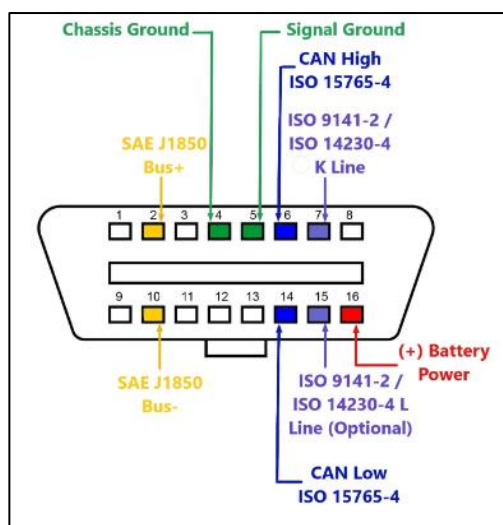 Chassis Ground
Signal Ground
CAN High
ISO 15765-4
ISO 9141-2 /
ISO 14230-4
K Line
SAE J1850
Bus+
1 2 3 4 5 6 7 8
9 10 11 12 13 14 15 16
SAE J1850
Bus-
ISO 9141-2 /
ISO 14230-4 L
Line (Optional)
(+) Battery
Power
CAN Low
ISO 15765-4